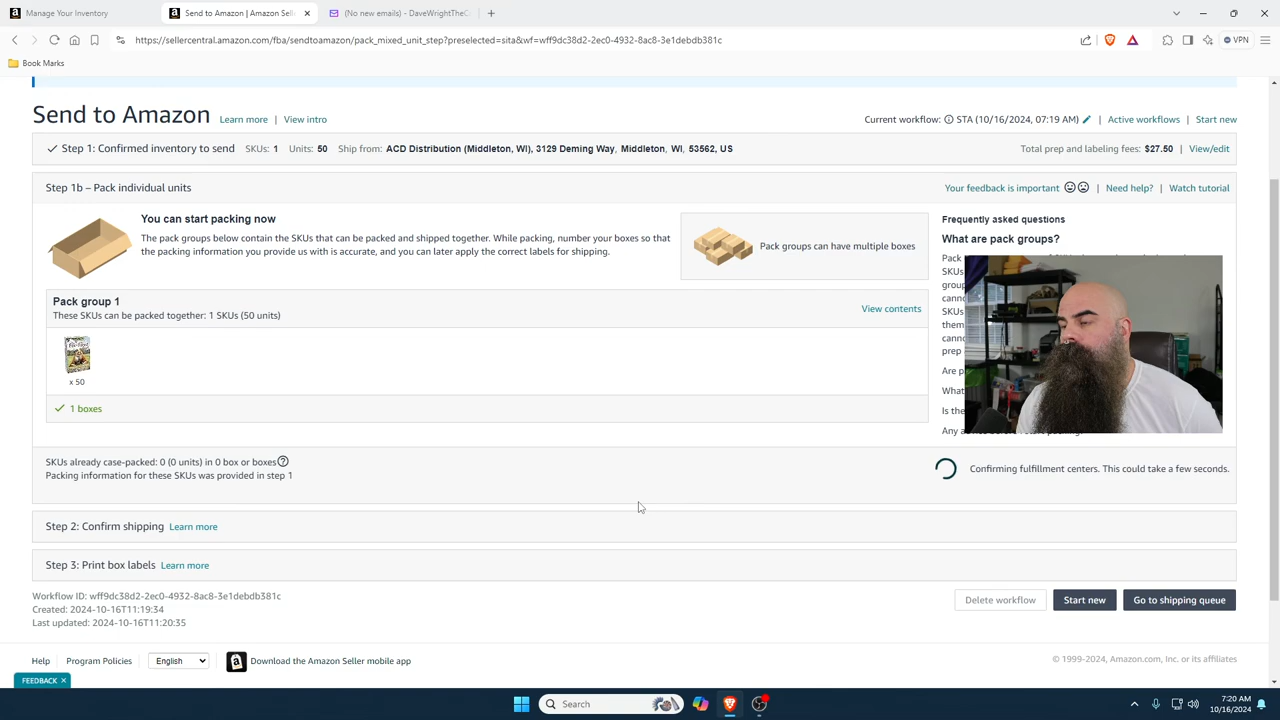 Manage Your Inventory
Send to Amazon | Amazon Sell
(No new emails) - DaveWrightTheC
https://sellercentral.amazon.com/fba/sendtoamazon/pack_mixed_unit_step?preselected=sita&wf=wff9dc38d2-2ec0-4932-8ac8-3e1debdb381c
VPN
Book Marks
Send to Amazon Learn more | View intro
Current workflow: STA (10/16/2024, 07:19 AM) | Active workflows | Start new
Step 1: Confirmed inventory to send SKUs: 1 Units: 50 Ship from: ACD Distribution (Middleton, WI), 3129 Deming Way, Middleton, WI, 53562, US
Total prep and labeling fees: $27.50 | View/edit
Step 1b – Pack individual units
Your feedback is important | Need help? | Watch tutorial
You can start packing now
The pack groups below contain the SKUs that can be packed and shipped together. While packing, number your boxes so that
the packing information you provide us with is accurate, and you can later apply the correct labels for shipping.
Pack groups can have multiple boxes
Frequently asked questions
What are pack groups?
Pack
SKUs
group
canno
SKUs
them
canno
prep
Are p
What
Is the
Any a
Pack group 1
These SKUs can be packed together: 1 SKUs (50 units)
View contents
x 50
1 boxes
SKUs already case-packed: 0 (0 units) in 0 box or boxes
Packing information for these SKUs was provided in step 1
Confirming fulfillment centers. This could take a few seconds.
Step 2: Confirm shipping Learn more
Step 3: Print box labels Learn more
Workflow ID: wff9dc38d2-2ec0-4932-8ac8-3e1debdb381c
Created: 2024-10-16T11:19:34
Last updated: 2024-10-16T11:20:35
Delete workflow
Start new
Go to shipping queue
Help
Program Policies
English
Download the Amazon Seller mobile app
© 1999-2024, Amazon.com, Inc. or its affiliates
FEEDBACK
Search
7:20 AM
10/16/2024